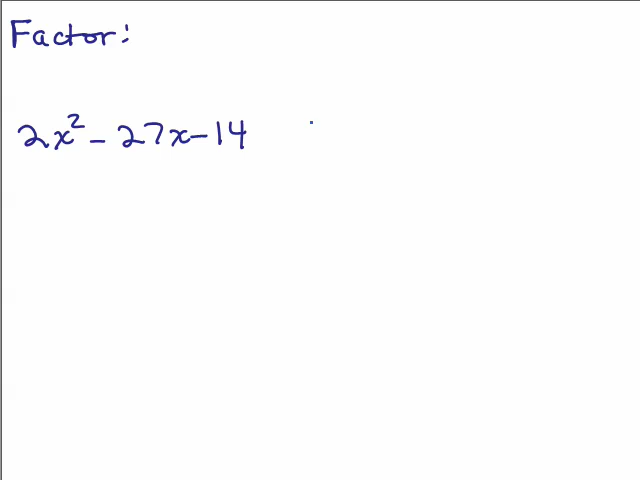 Factor:
2x² - 27x - 14